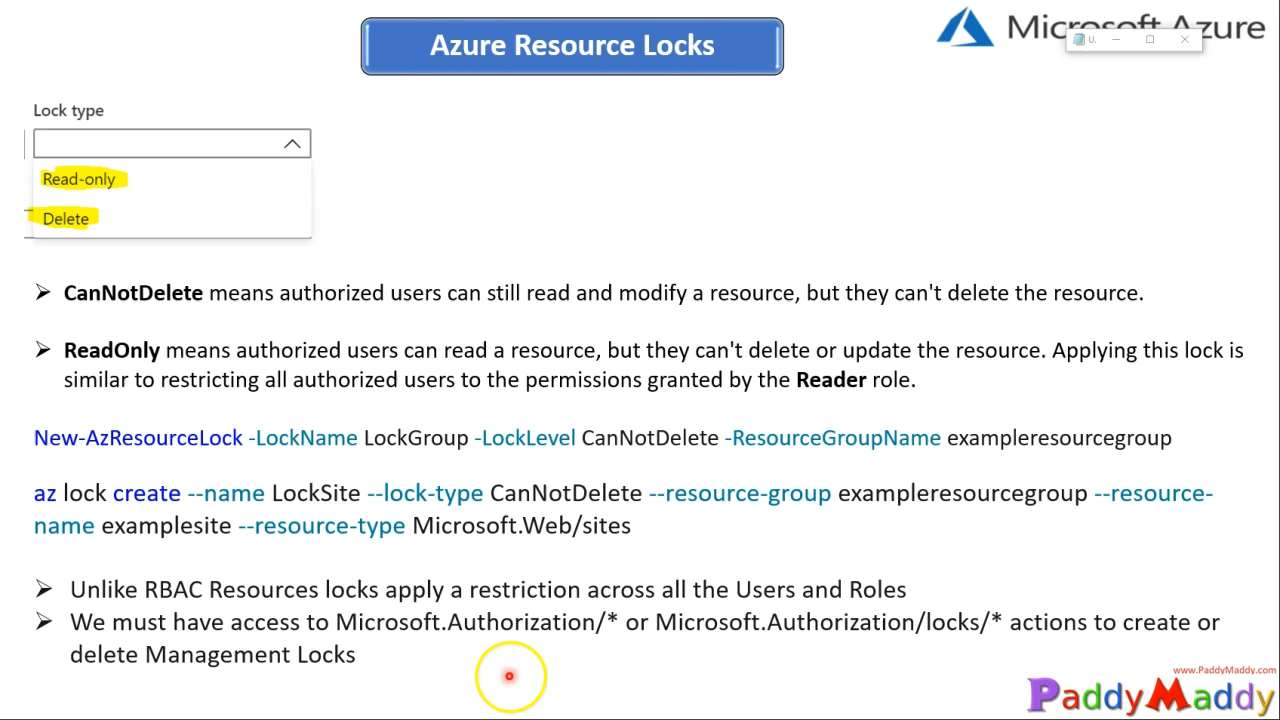 Azure Resource Locks
Microsoft Azure
U.
Lock type
Read-only
Delete
➢ CanNotDelete means authorized users can still read and modify a resource, but they can't delete the resource.
➢ ReadOnly means authorized users can read a resource, but they can't delete or update the resource. Applying this lock is
similar to restricting all authorized users to the permissions granted by the Reader role.
New-AzResourceLock -LockName LockGroup -LockLevel CanNotDelete -ResourceGroupName exampleresourcegroup
az lock create --name LockSite --lock-type CanNotDelete --resource-group exampleresourcegroup --resource-
name examplesite --resource-type Microsoft.Web/sites
➢ Unlike RBAC Resources locks apply a restriction across all the Users and Roles
➢ We must have access to Microsoft.Authorization/* or Microsoft.Authorization/locks/* actions to create or
delete Management Locks
www.PaddyMaddy.com
PaddyMaddy